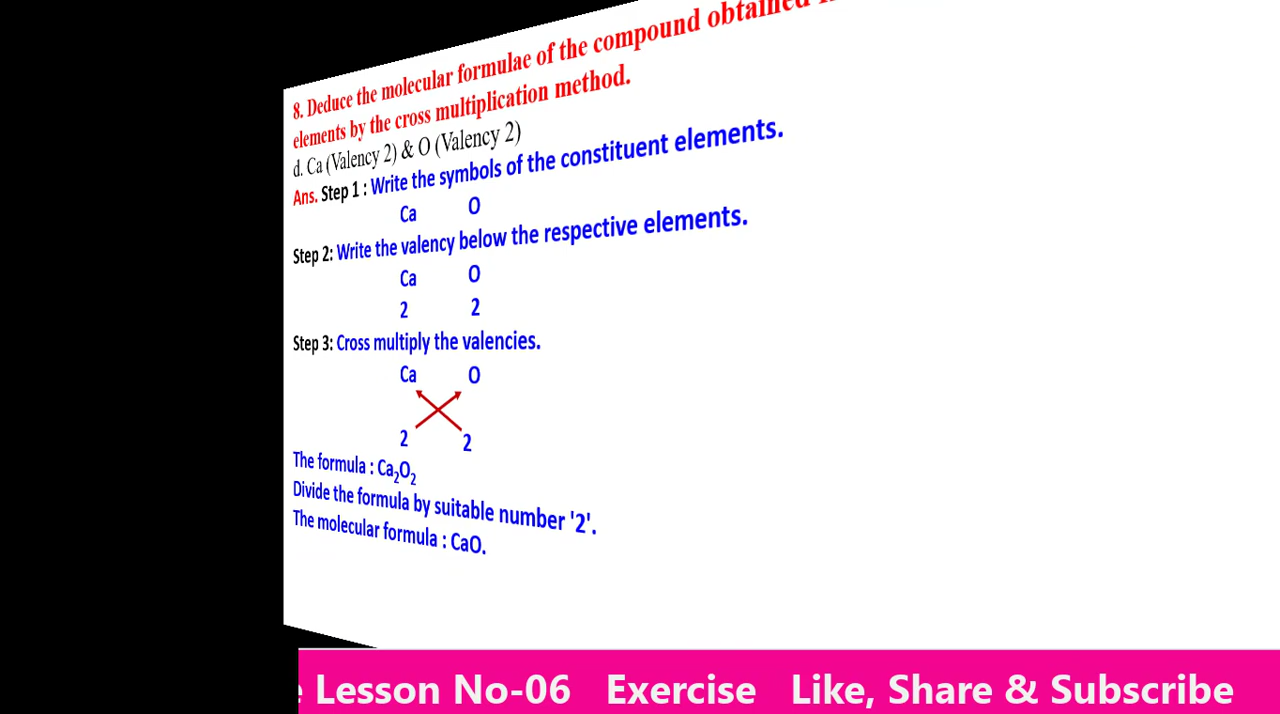 8. Deduce the molecular formulae of the compound obtained
elements by the cross multiplication method.
d. Ca (Valency 2) & O (Valency 2)
Ans. Step 1 : Write the symbols of the constituent elements.
Ca O
Step 2: Write the valency below the respective elements.
Ca O
2 2
Step 3: Cross multiply the valencies.
Ca O
2 2
The formula : Ca₂O₂
Divide the formula by suitable number '2'.
The molecular formula : CaO.
Lesson No-06 Exercise Like, Share & Subscribe